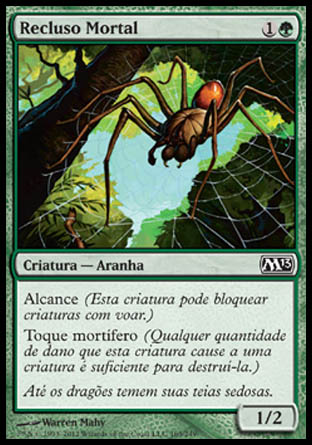 Recluso Mortal 1
Criatura — Aranha M13
Alcance (Esta criatura pode bloquear
criaturas com voar.)
Toque mortífero (Qualquer quantidade
de dano que esta criatura cause a uma
criatura é suficiente para destruí-la.)
Até os dragões temem suas teias sedosas.
Warren Mahy
1/2